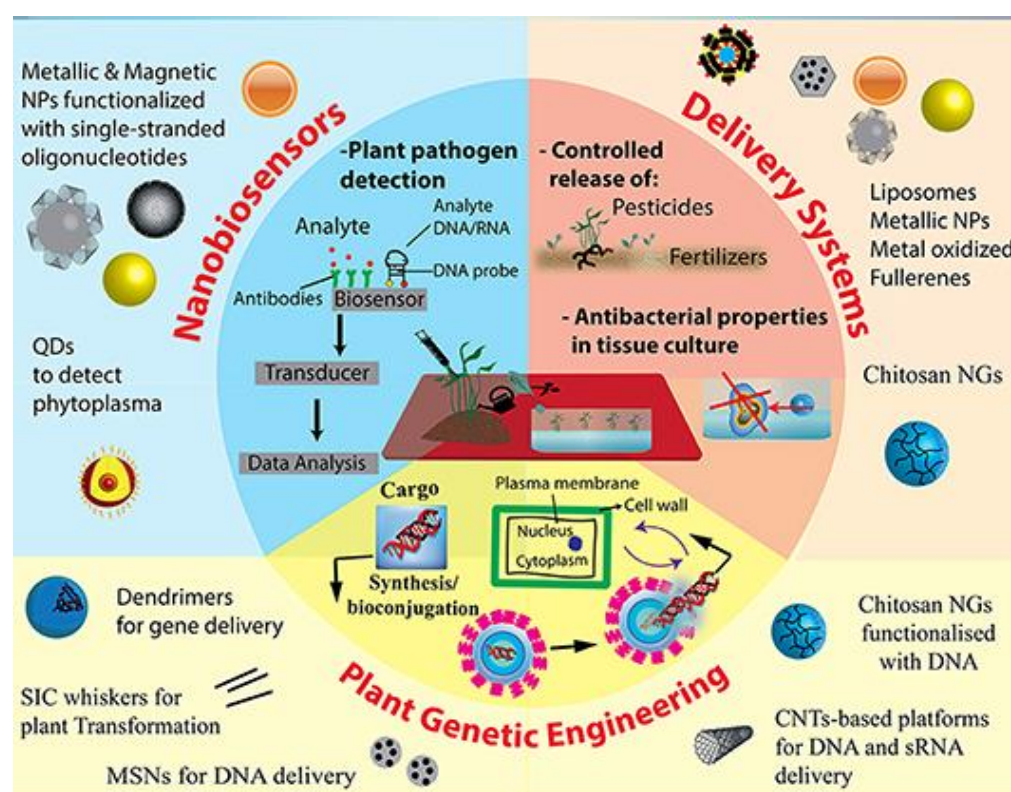 Metallic & Magnetic
NPs functionalized
with single-stranded
oligonucleotides
QDs
to detect
phytoplasma
Nanobiosensors
-Plant pathogen
detection
Analyte
Analyte
DNA/RNA
DNA probe
Antibodies
Biosensor
Transducer
Data Analysis
Delivery Systems
- Controlled
release of:
Pesticides
Fertilizers
- Antibacterial properties
in tissue culture
Liposomes
Metallic NPs
Metal oxidized
Fullerenes
Chitosan NGs
Cargo
Synthesis/
bioconjugation
Plasma membrane
Cell wall
Nucleus
Cytoplasm
Plant Genetic Engineering
Dendrimers
for gene delivery
SIC whiskers for
plant Transformation
MSNs for DNA delivery
Chitosan NGs
functionalised
with DNA
CNTs-based platforms
for DNA and sRNA
delivery